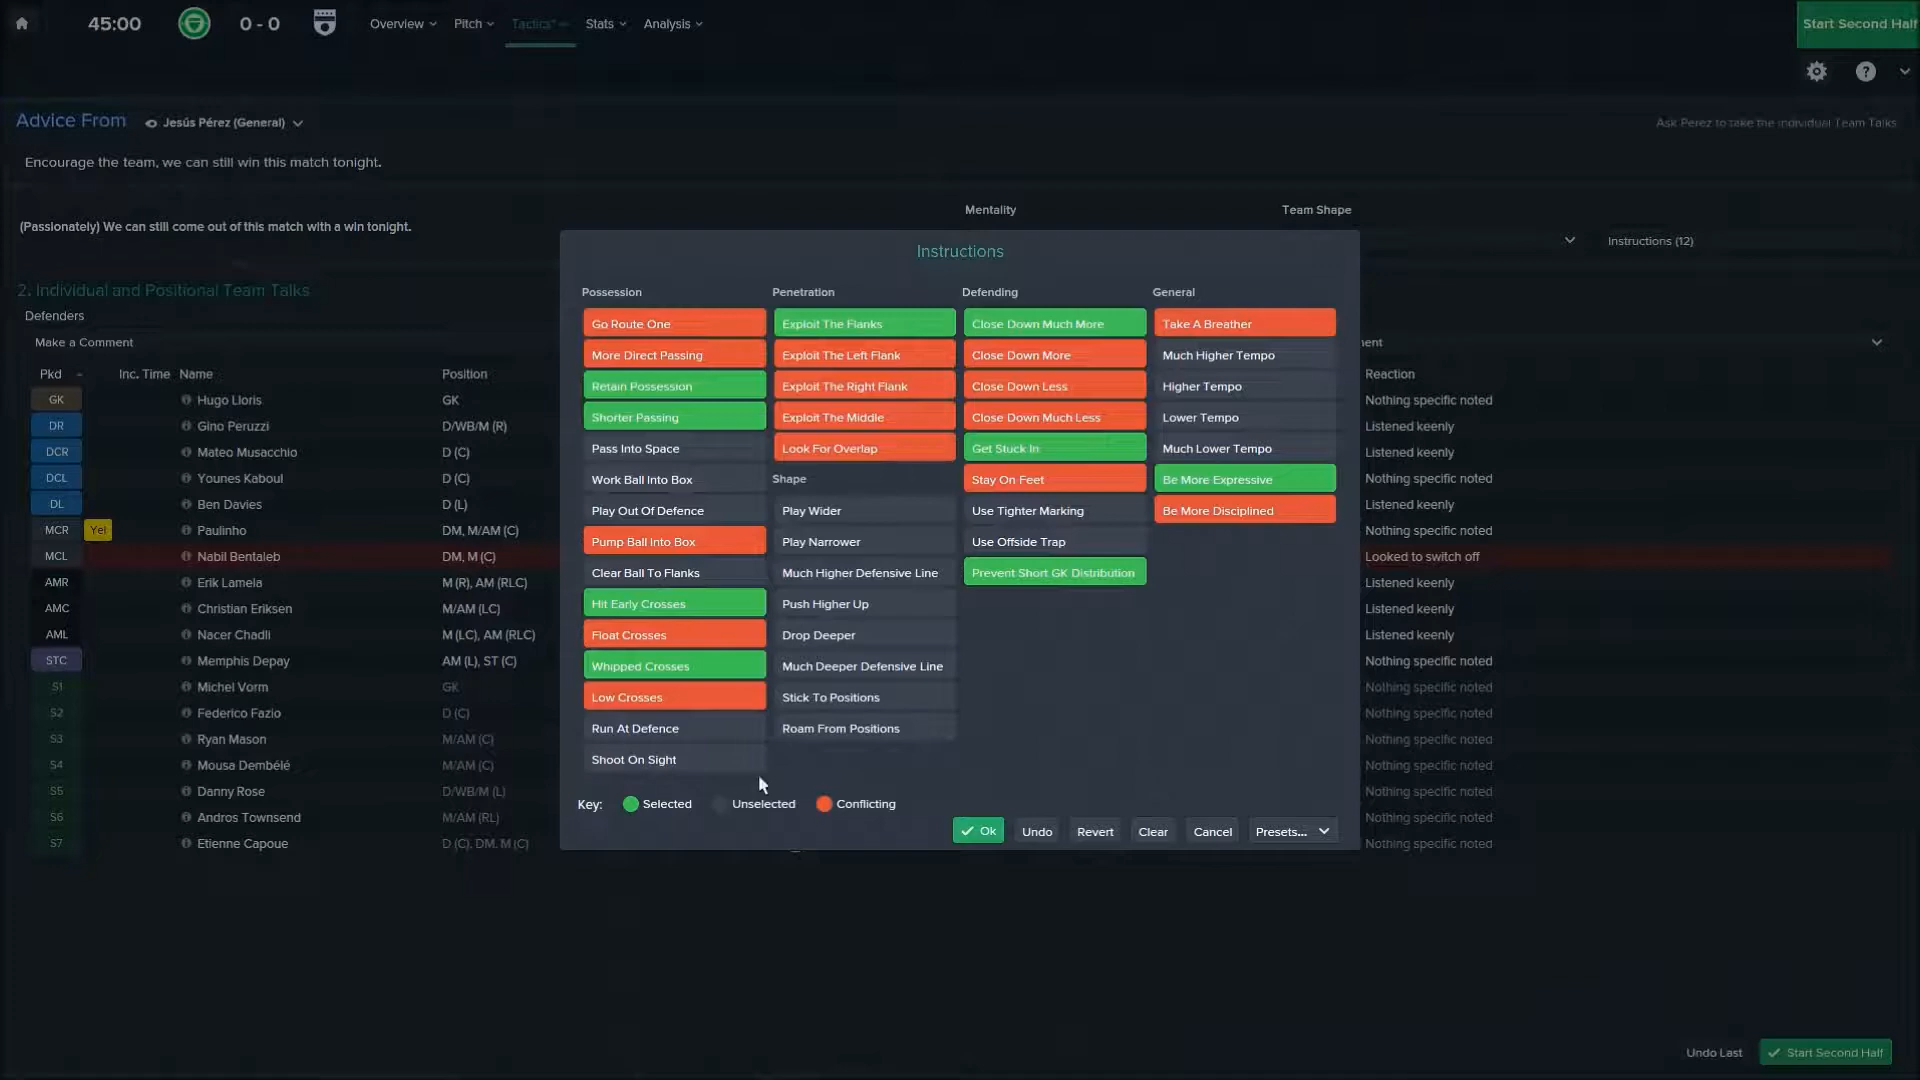 45:00
0 - 0
Overview
Pitch
Tactics*
Stats
Analysis
Start Second Half
?
Advice From
Jesús Pérez (General)
Ask Perez to take the Individual Team Talks
Encourage the team, we can still win this match tonight.
Mentality
Team Shape
(Passionately) We can still come out of this match with a win tonight.
Instructions (12)
2. Individual and Positional Team Talks
Defenders
Make a Comment
Pkd
Inc. Time
Name
Position
Reaction
GK Hugo Lloris GK Nothing specific noted
DR Gino Peruzzi D/WB/M (R) Listened keenly
DCR Mateo Musacchio D (C) Listened keenly
DCL Younes Kaboul D (C) Nothing specific noted
DL Ben Davies D (L) Listened keenly
MCR Yel Paulinho DM, M/AM (C) Nothing specific noted
MCL Nabil Bentaleb DM, M (C) Looked to switch off
AMR Erik Lamela M (R), AM (RLC) Listened keenly
AMC Christian Eriksen M/AM (LC) Listened keenly
AML Nacer Chadli M (LC), AM (RLC) Listened keenly
STC Memphis Depay AM (L), ST (C) Nothing specific noted
S1 Michel Vorm GK Nothing specific noted
S2 Federico Fazio D (C) Nothing specific noted
S3 Ryan Mason M/AM (C) Nothing specific noted
S4 Mousa Dembélé M/AM (C) Nothing specific noted
S5 Danny Rose D/WB/M (L) Nothing specific noted
S6 Andros Townsend M/AM (RL) Nothing specific noted
S7 Etienne Capoue D (C), DM, M (C) Nothing specific noted
Instructions
Possession
Go Route One
More Direct Passing
Retain Possession
Shorter Passing
Pass Into Space
Work Ball Into Box
Play Out Of Defence
Pump Ball Into Box
Clear Ball To Flanks
Hit Early Crosses
Float Crosses
Whipped Crosses
Low Crosses
Run At Defence
Shoot On Sight
Penetration
Exploit The Flanks
Exploit The Left Flank
Exploit The Right Flank
Exploit The Middle
Look For Overlap
Shape
Play Wider
Play Narrower
Much Higher Defensive Line
Push Higher Up
Drop Deeper
Much Deeper Defensive Line
Stick To Positions
Roam From Positions
Defending
Close Down Much More
Close Down More
Close Down Less
Close Down Much Less
Get Stuck In
Stay On Feet
Use Tighter Marking
Use Offside Trap
Prevent Short GK Distribution
General
Take A Breather
Much Higher Tempo
Higher Tempo
Lower Tempo
Much Lower Tempo
Be More Expressive
Be More Disciplined
Key:
Selected
Unselected
Conflicting
Ok
Undo
Revert
Clear
Cancel
Presets...
Undo Last
Start Second Half